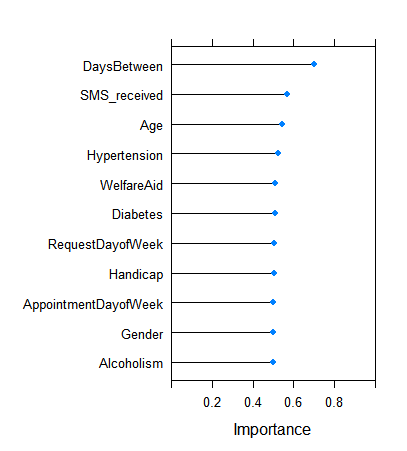 DaysBetween
SMS_received
Age
Hypertension
WelfareAid
Diabetes
RequestDayofWeek
Handicap
AppointmentDayofWeek
Gender
Alcoholism
0.2 0.4 0.6 0.8
Importance